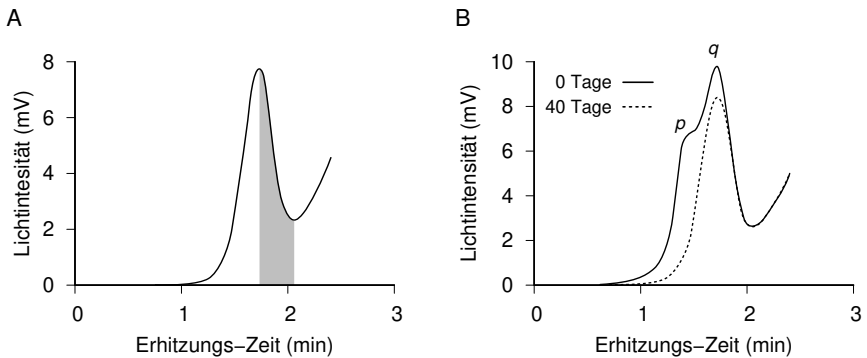 A
8
6
4
2
0
Lichtintesität (mV)
0 1 2 3
Erhitzungs–Zeit (min)
B
10
8
6
4
2
0
Lichtintensität (mV)
0 Tage
40 Tage
p
q
0 1 2 3
Erhitzungs–Zeit (min)